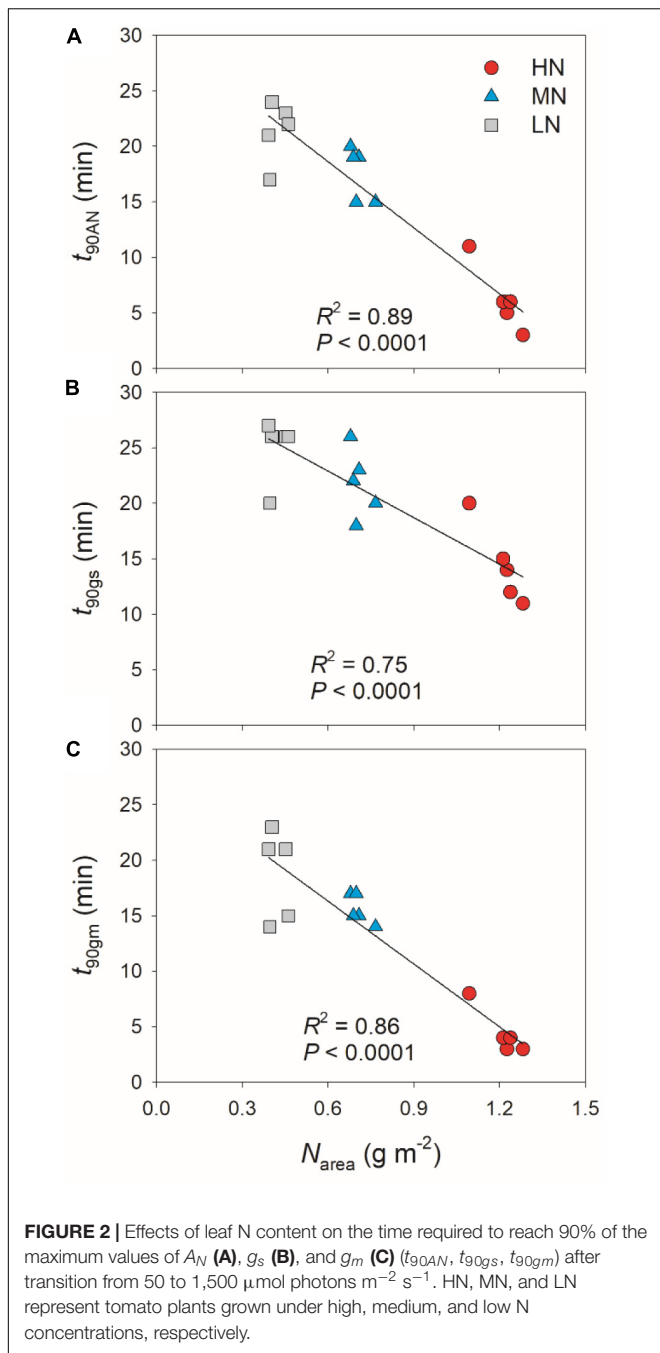 A
30
25
20
15
10
5
0
t90AN (min)
HN
MN
LN
R² = 0.89
P < 0.0001
B
30
25
20
15
10
5
0
t90gs (min)
R² = 0.75
P < 0.0001
C
30
25
20
15
10
5
0
t90gm (min)
R² = 0.86
P < 0.0001
0.0 0.3 0.6 0.9 1.2 1.5
Narea (g m⁻²)
FIGURE 2 | Effects of leaf N content on the time required to reach 90% of the
maximum values of AN (A), gs (B), and gm (C) (t90AN, t90gs, t90gm) after
transition from 50 to 1,500 μmol photons m⁻² s⁻¹. HN, MN, and LN
represent tomato plants grown under high, medium, and low N
concentrations, respectively.